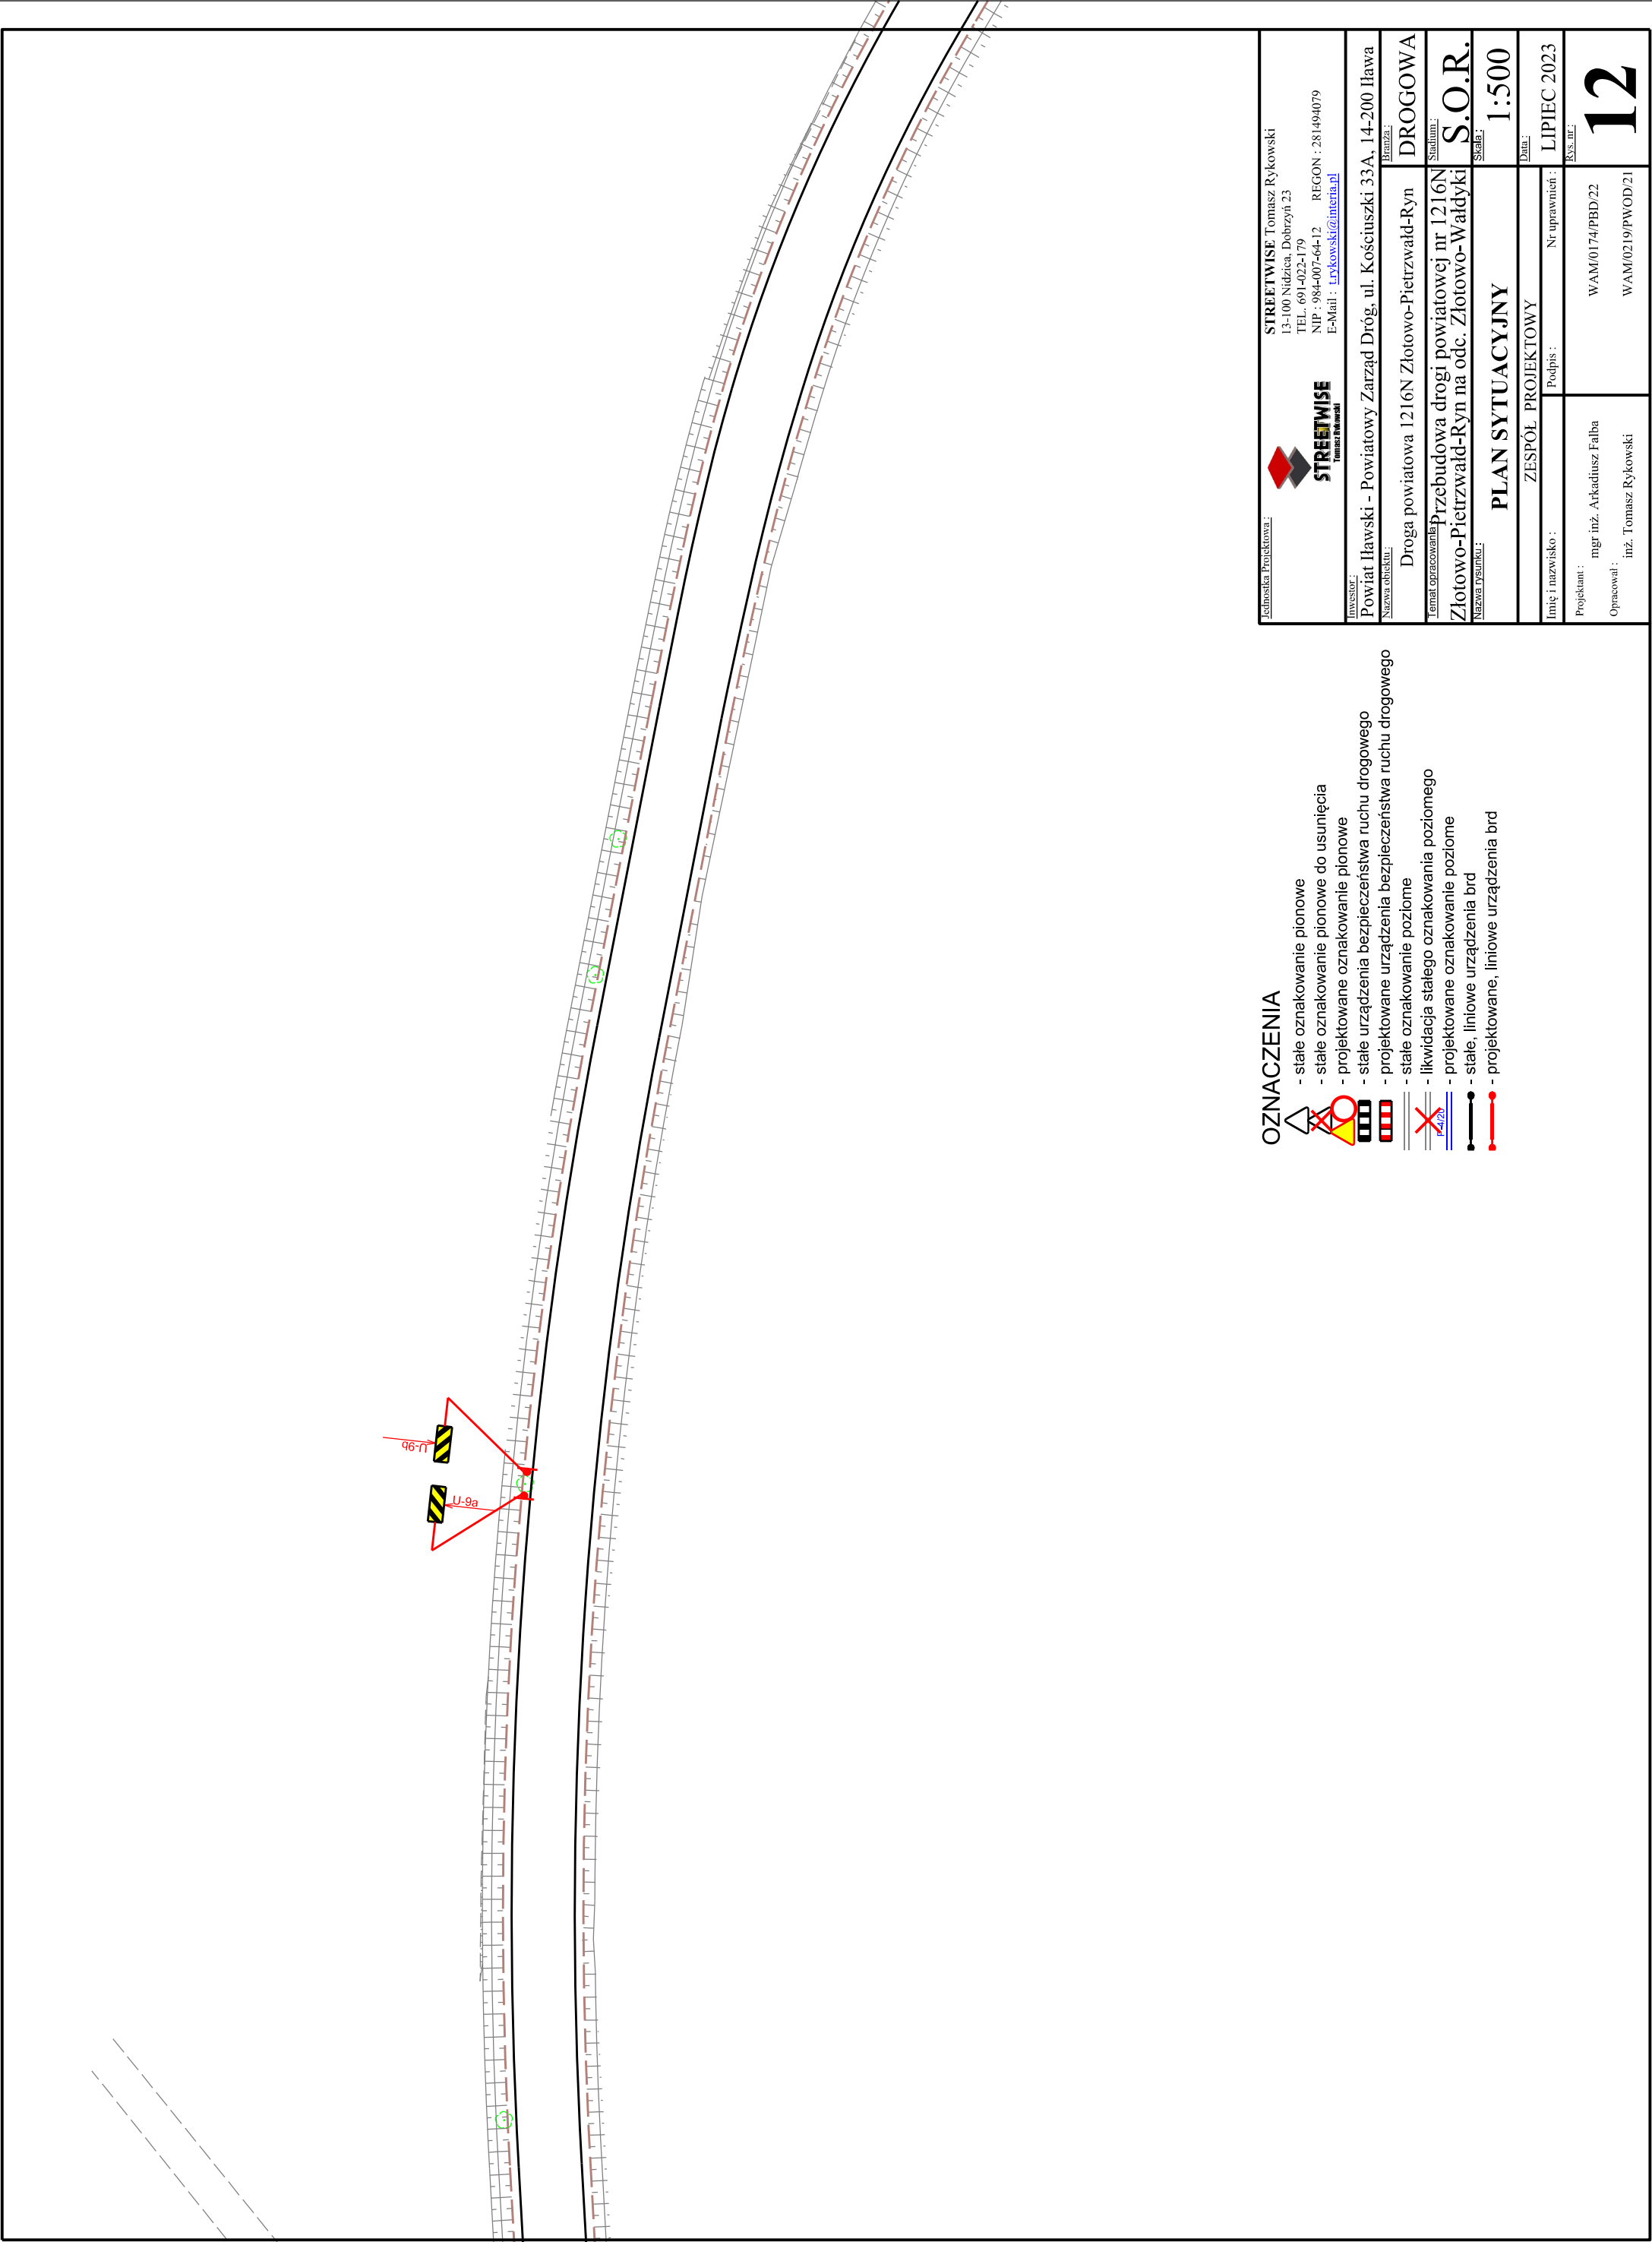 U-9b
U-9a
OZNACZENIA
- stałe oznakowanie pionowe
- stałe oznakowanie pionowe do usunięcia
- projektowane oznakowanie pionowe
- stałe urządzenia bezpieczeństwa ruchu drogowego
- projektowane urządzenia bezpieczeństwa ruchu drogowego
- stałe oznakowanie poziome
- likwidacja stałego oznakowania poziomego
P-4/20
- projektowane oznakowanie poziome
- stałe, liniowe urządzenia brd
- projektowane, liniowe urządzenia brd
Jednostka Projektowa :
STREETWISE
Tomasz Rykowski
STREETWISE Tomasz Rykowski
13-100 Nidzica, Dobrzyń 23
TEL. 691-022-179
NIP : 984-007-64-12 REGON : 281494079
E-Mail : t.rykowski@interia.pl
Inwestor :
Powiat Iławski - Powiatowy Zarząd Dróg, ul. Kościuszki 33A, 14-200 Iława
Nazwa obiektu :
Droga powiatowa 1216N Złotowo-Pietrzwałd-Ryn
Branża :
DROGOWA
Temat opracowania :
Przebudowa drogi powiatowej nr 1216N
Złotowo-Pietrzwałd-Ryn na odc. Złotowo-Wałdyki
Stadium :
S.O.R.
Nazwa rysunku :
PLAN SYTUACYJNY
Skala :
1:500
ZESPÓŁ PROJEKTOWY
Data :
LIPIEC 2023
Imię i nazwisko :
Podpis :
Nr uprawnień :
Rys. nr :
12
Projektant :
mgr inż. Arkadiusz Falba
WAM/0174/PBD/22
Opracował :
inż. Tomasz Rykowski
WAM/0219/PWOD/21